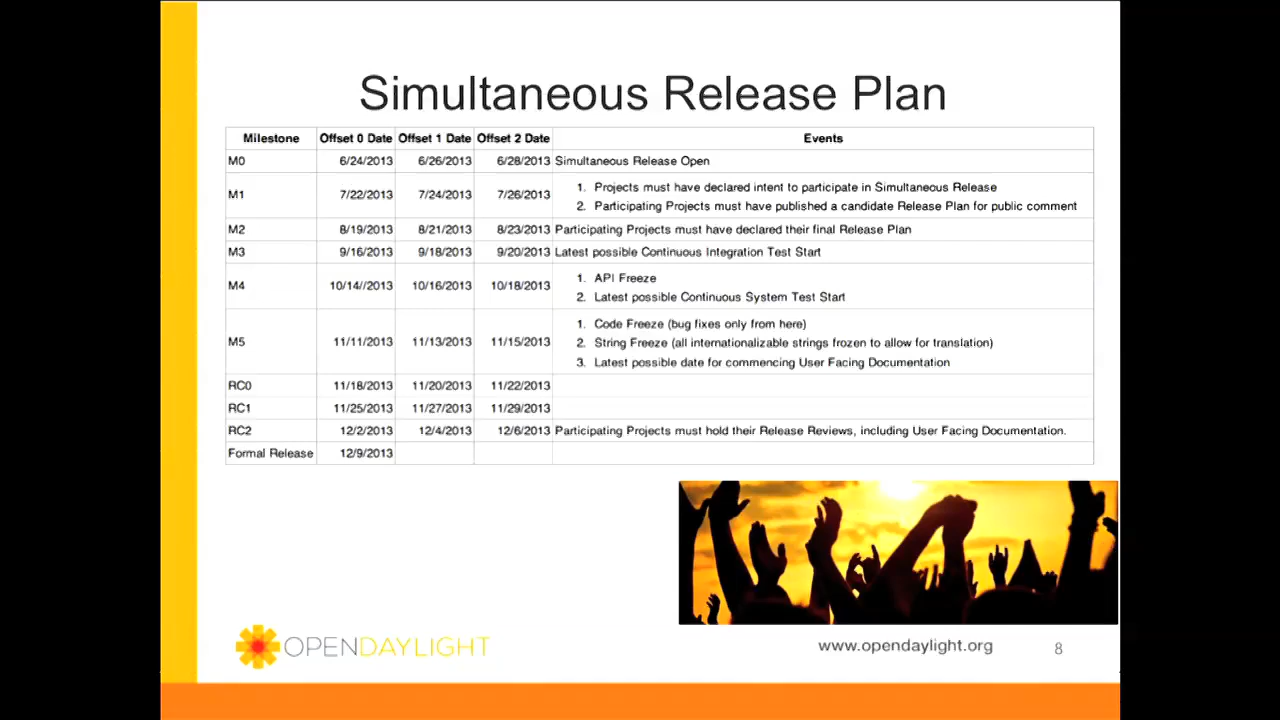 Simultaneous Release Plan
Milestone Offset 0 Date Offset 1 Date Offset 2 Date Events
M0 6/24/2013 6/26/2013 6/28/2013 Simultaneous Release Open
M1 7/22/2013 7/24/2013 7/26/2013 1. Projects must have declared intent to participate in Simultaneous Release
2. Participating Projects must have published a candidate Release Plan for public comment
M2 8/19/2013 8/21/2013 8/23/2013 Participating Projects must have declared their final Release Plan
M3 9/16/2013 9/18/2013 9/20/2013 Latest possible Continuous Integration Test Start
M4 10/14//2013 10/16/2013 10/18/2013 1. API Freeze
2. Latest possible Continuous System Test Start
M5 11/11/2013 11/13/2013 11/15/2013 1. Code Freeze (bug fixes only from here)
2. String Freeze (all internationalizable strings frozen to allow for translation)
3. Latest possible date for commencing User Facing Documentation
RC0 11/18/2013 11/20/2013 11/22/2013
RC1 11/25/2013 11/27/2013 11/29/2013
RC2 12/2/2013 12/4/2013 12/6/2013 Participating Projects must hold their Release Reviews, including User Facing Documentation.
Formal Release 12/9/2013
OPENDAYLIGHT
www.opendaylight.org 8